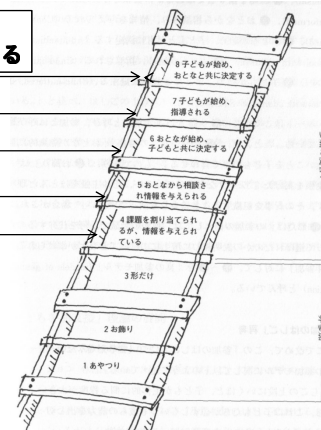 る
8 子どもが始め、
おとなと共に決定する
7 子どもが始め、
指導される
6 おとなが始め、
子どもと共に決定する
5 おとなから相談さ
れ情報を与えられる
4 課題を割り当てられ
るが、情報を与えられ
ている
3 形だけ
2 お飾り
1 あやつり